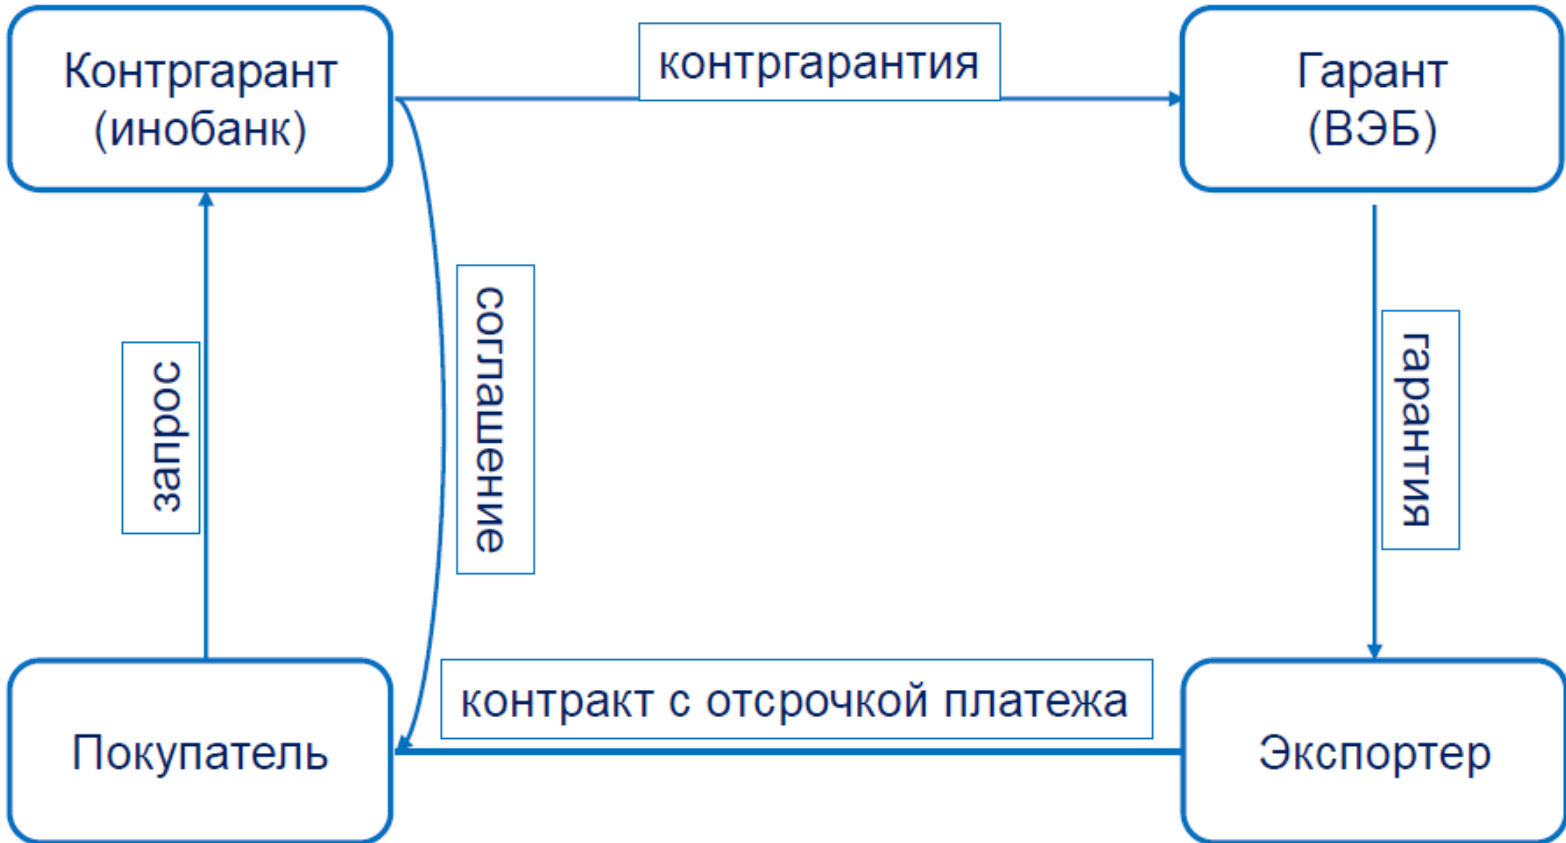 Контргарант
(инобанк)
контргарантия
Гарант
(ВЭБ)
запрос
соглашение
гарантия
Покупатель
контракт с отсрочкой платежа
Экспортер